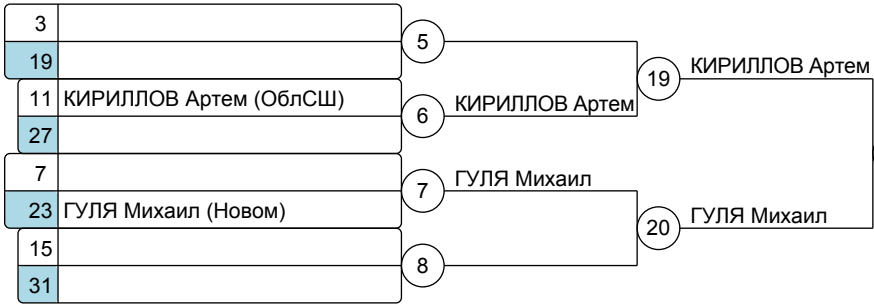 3
5
19
19 КИРИЛЛОВ Артем
11 КИРИЛЛОВ Артем (ОблСШ)
6 КИРИЛЛОВ Артем
27
7
7 ГУЛЯ Михаил
23 ГУЛЯ Михаил (Новом)
20 ГУЛЯ Михаил
15
8
31